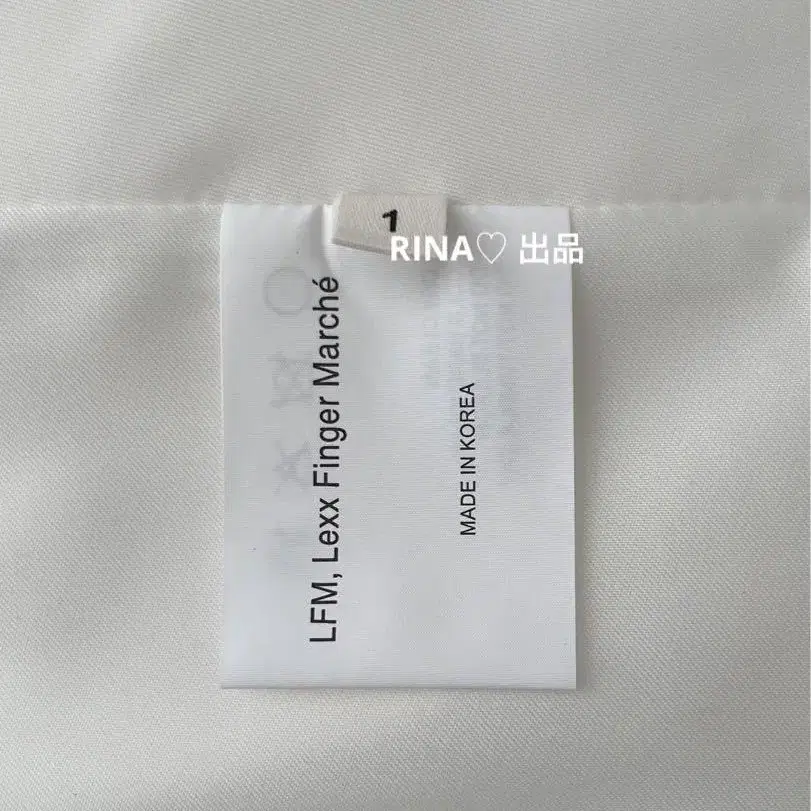 1
RINA♡ 出品
LFM, Lexx Finger Marché
MADE IN KOREA